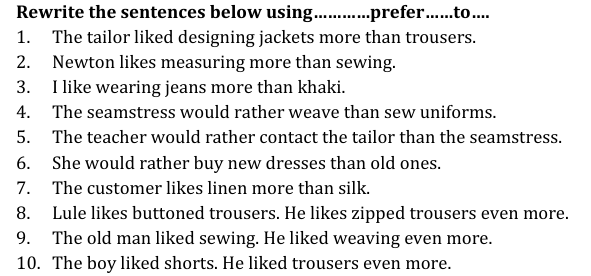 Rewrite the sentences below using............prefer......to....
1. The tailor liked designing jackets more than trousers.
2. Newton likes measuring more than sewing.
3. I like wearing jeans more than khaki.
4. The seamstress would rather weave than sew uniforms.
5. The teacher would rather contact the tailor than the seamstress.
6. She would rather buy new dresses than old ones.
7. The customer likes linen more than silk.
8. Lule likes buttoned trousers. He likes zipped trousers even more.
9. The old man liked sewing. He liked weaving even more.
10. The boy liked shorts. He liked trousers even more.